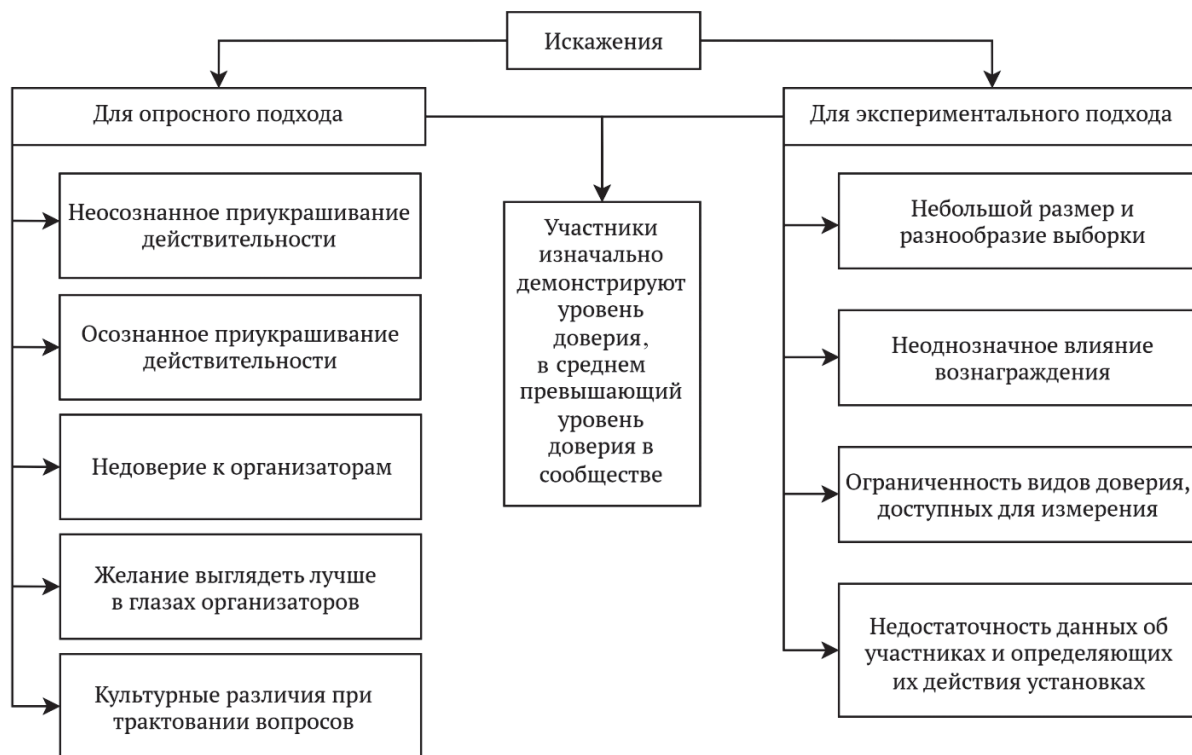 Искажения
Для опросного подхода
Неосознанное приукрашивание
действительности
Осознанное приукрашивание
действительности
Недоверие к организаторам
Желание выглядеть лучше
в глазах организаторов
Культурные различия при
трактовании вопросов
Участники
изначально
демонстрируют
уровень
доверия,
в среднем
превышающий
уровень
доверия в
сообществе
Для экспериментального подхода
Небольшой размер и
разнообразие выборки
Неоднозначное влияние
вознаграждения
Ограниченность видов доверия,
доступных для измерения
Недостаточность данных об
участниках и определяющих
их действия установках